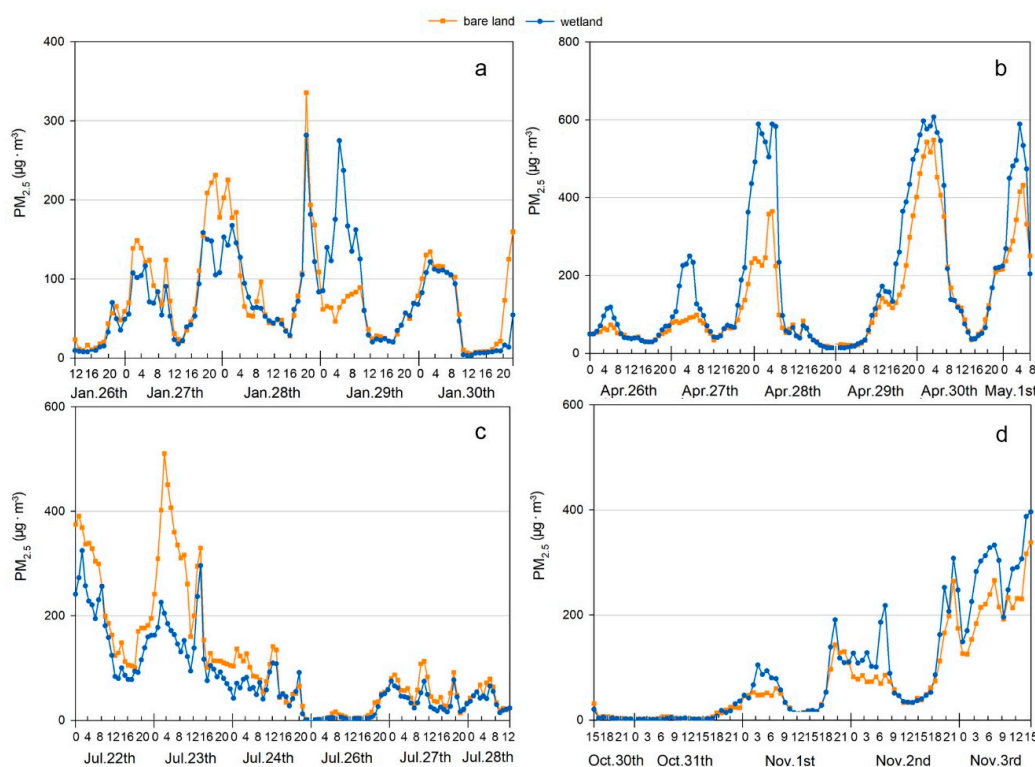 bare land wetland
400
300
200
100
0
PM2.5 (μg · m³)
a
12 16 20 0 4 8 12 16 20 0 4 8 12 16 20 0 4 8 12 16 20 0 4 8 12 16 20
Jan.26th Jan.27th Jan.28th Jan.29th Jan.30th
800
600
400
200
0
PM2.5 (μg · m³)
b
0 4 8 12 16 20 0 4 8 12 16 20 0 4 8 12 16 20 0 4 8 12 16 20 0 4 8 12 16 20 0 4 8
Apr.26th Apr.27th Apr.28th Apr.29th Apr.30th May.1st
600
400
200
0
PM2.5 (μg · m³)
c
0 4 8 12 16 20 0 4 8 12 16 20 0 4 8 12 16 20 0 4 8 12 16 20 0 4 8 12 16 20 0 4 8 12
Jul.22th Jul.23th Jul.24th Jul.26th Jul.27th Jul.28th
600
400
200
0
PM2.5 (μg · m³)
d
15 18 21 0 3 6 9 12 15 18 21 0 3 6 9 12 15 18 21 0 3 6 9 12 15 18 21 0 3 6 9 12 15
Oct.30th Oct.31th Nov.1st Nov.2nd Nov.3rd